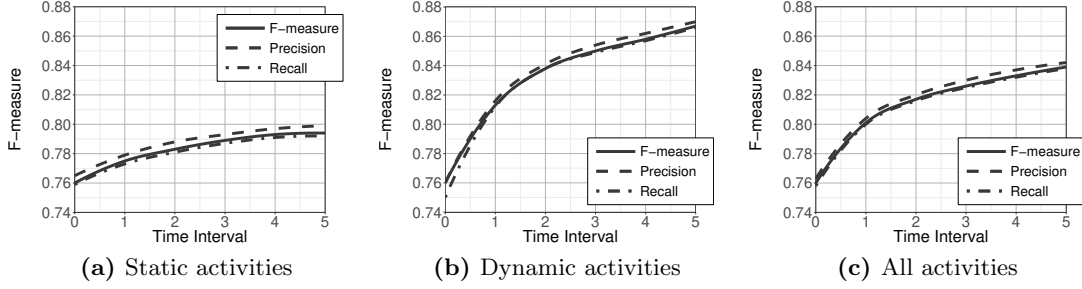 F−measure
0.88
0.86
0.84
0.82
0.80
0.78
0.76
0.74
F−measure
Precision
Recall
0 1 2 3 4 5
Time Interval
(a) Static activities
F−measure
0.88
0.86
0.84
0.82
0.80
0.78
0.76
0.74
F−measure
Precision
Recall
0 1 2 3 4 5
Time Interval
(b) Dynamic activities
F−measure
0.88
0.86
0.84
0.82
0.80
0.78
0.76
0.74
F−measure
Precision
Recall
0 1 2 3 4 5
Time Interval
(c) All activities